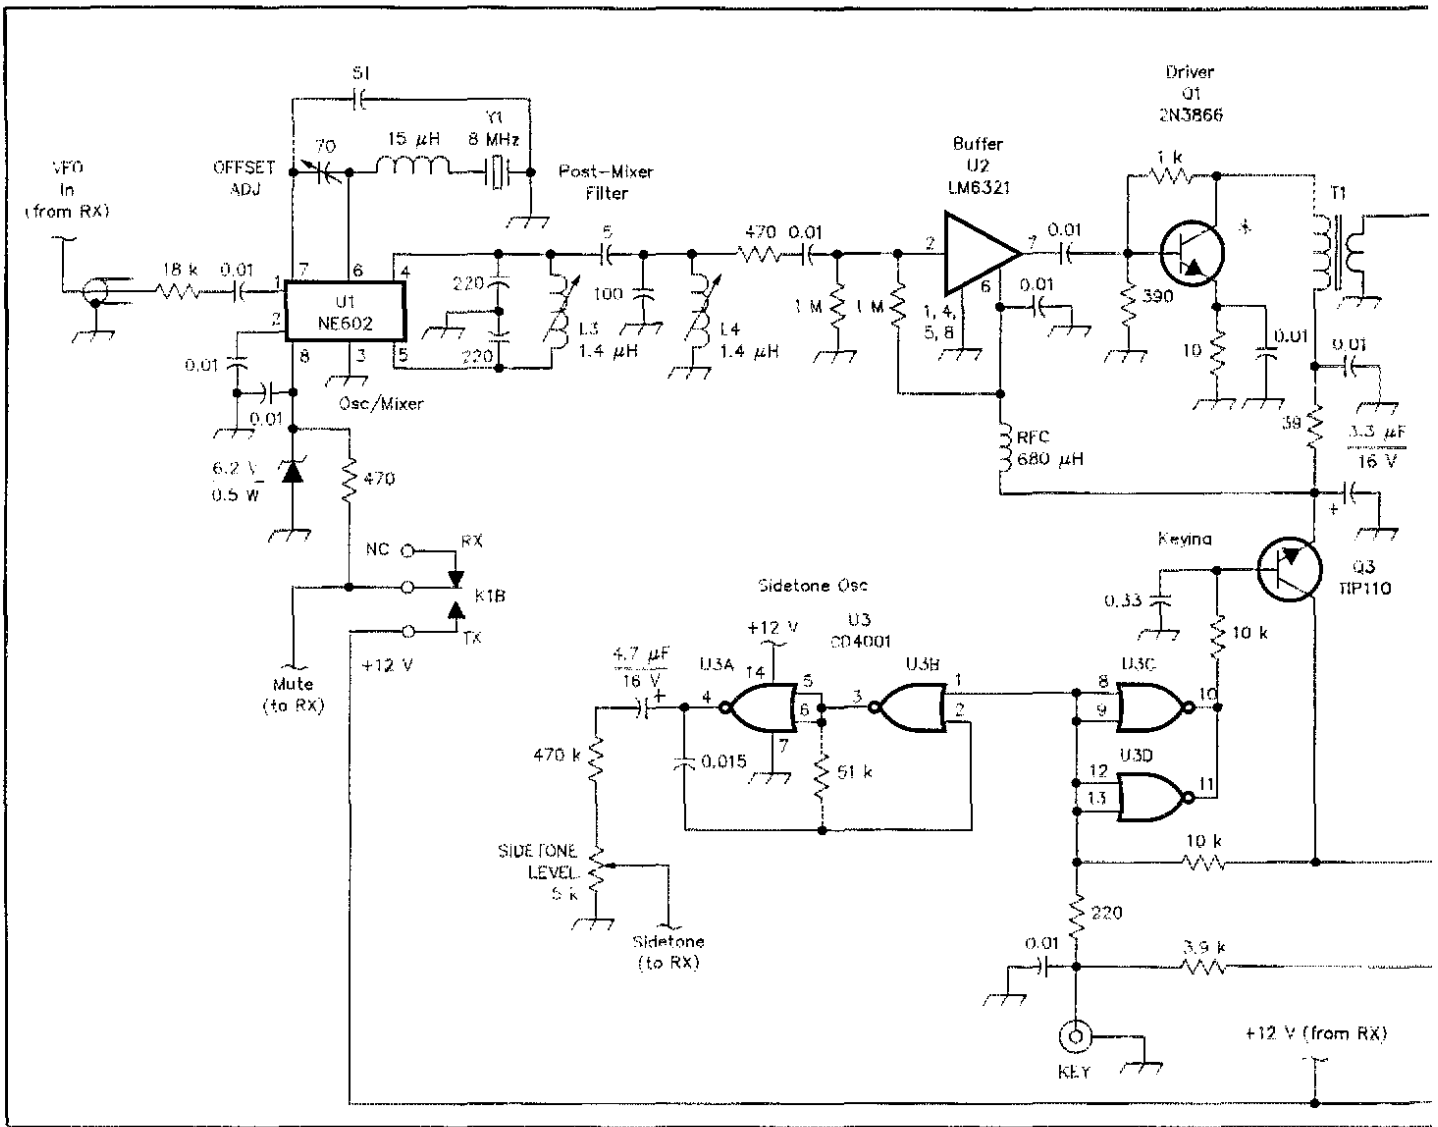 51
Driver
Q1
2N3866
Y1
8 MHz
15 µH
70
OFFSET
ADJ
Post-Mixer
Filter
Buffer
U2
LM6321
1 k
T1
VFO
In
(from RX)
18 k
0.01
1
7
6
4
U1
NE602
2
8
3
5
0.01
0.01
Osc/Mixer
220
220
L3
1.4 µH
5
100
L4
1.4 µH
470
0.01
1 M
1 M
2
7
6
1, 4,
5, 8
0.01
0.01
390
*
10
0.01
0.01
39
3.3 µF
16 V
+
6.2 V
0.5 W
470
RFC
680 µH
NC
RX
K1B
TX
+12 V
Mute
(to RX)
Keying
Q3
TIP110
0.33
10 k
Sidetone Osc
+12 V
U3
CD4001
4.7 µF
16 V
+
U3A
14
4
5
6
7
3
U3B
1
2
U3C
8
9
10
U3D
12
13
11
470 k
0.015
51 k
SIDETONE
LEVEL
5 k
Sidetone
(to RX)
10 k
220
0.01
3.9 k
KEY
+12 V (from RX)